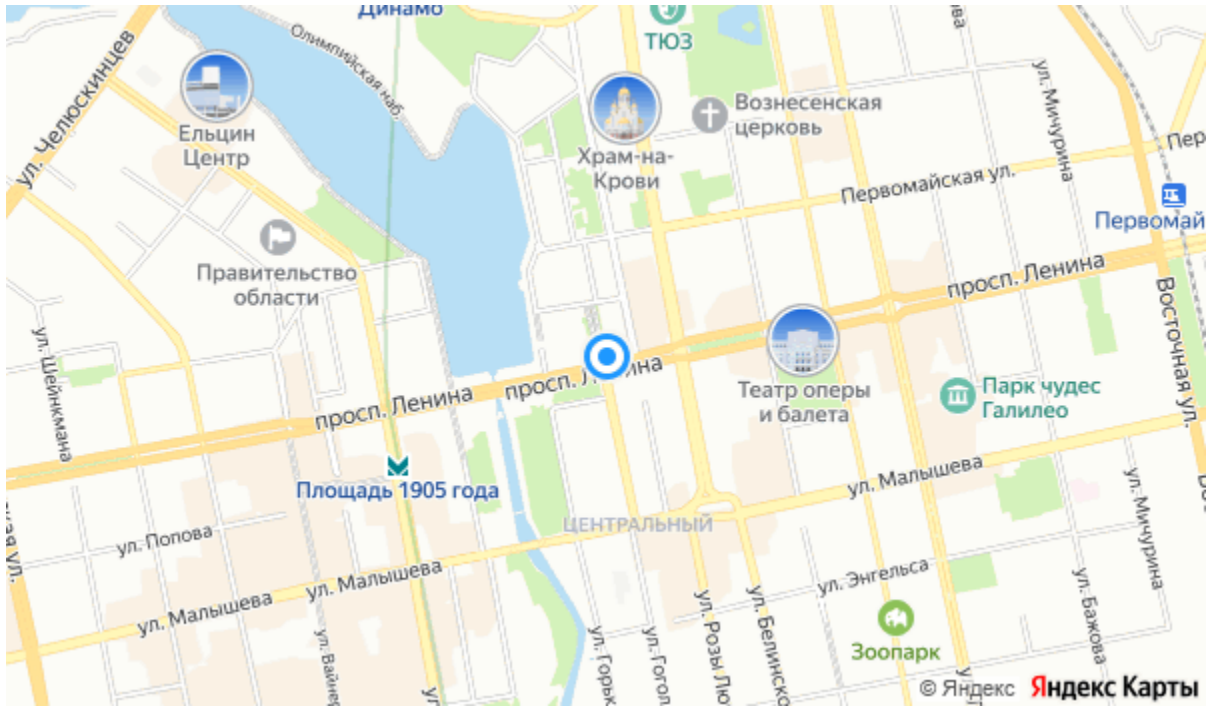 Динамо
ТЮЗ
ул. Челюскинцев
Олимпийская наб.
ул. Мичурина
Ельцин
Центр
Вознесенская
церковь
Храм-на-
Крови
Пер
Первомайская ул.
Первомай
Правительство
области
просп. Ленина
Восточная ул.
ул. Шейнкмана
просп. Ленина
просп. Ленина
Театр оперы
и балета
Парк чудес
Галилео
Площадь 1905 года
ул. Малышева
ЦЕНТРАЛЬНЫЙ
ул. Попова
ул. Малышева
ул. Малышева
ул. Энгельса
ул. Мичурина
ул. Бажова
ул. Вайнер
ул. Горьк
ул. Гогол
ул. Розы Лю
ул. Белинско
Зоопарк
© Яндекс Яндекс Карты